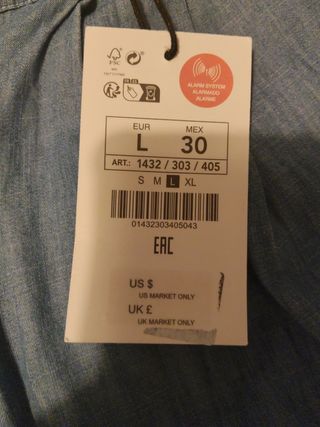 FSC
ALARM SYSTEM
ALARMADO
ALARME
EUR
MEX
L
30
ART.: 1432 / 303 / 405
S M L XL
01432303405043
EAC
US $
US MARKET ONLY
UK £
UK MARKET ONLY